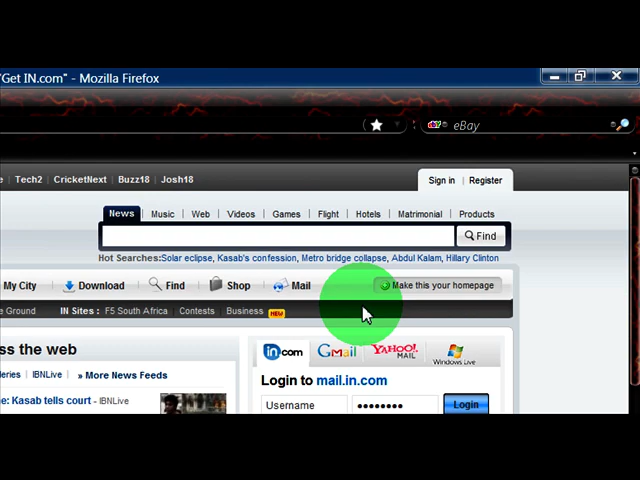 "Get IN.com" - Mozilla Firefox
eBay
e Tech2 CricketNext Buzz18 Josh18
Sign in Register
News Music Web Videos Games Flight Hotels Matrimonial Products
Find
Hot Searches:Solar eclipse, Kasab's confession, Metro bridge collapse, Abdul Kalam, Hillary Clinton
My City Download Find Shop Mail Make this your homepage
e Ground IN Sites: F5 South Africa Contests Business NEW
ss the web
in.com Gmail YAHOO! MAIL Windows Live
leries IBNLive » More News Feeds
Login to mail.in.com
e: Kasab tells court - IBNLive
Username •••••••• Login